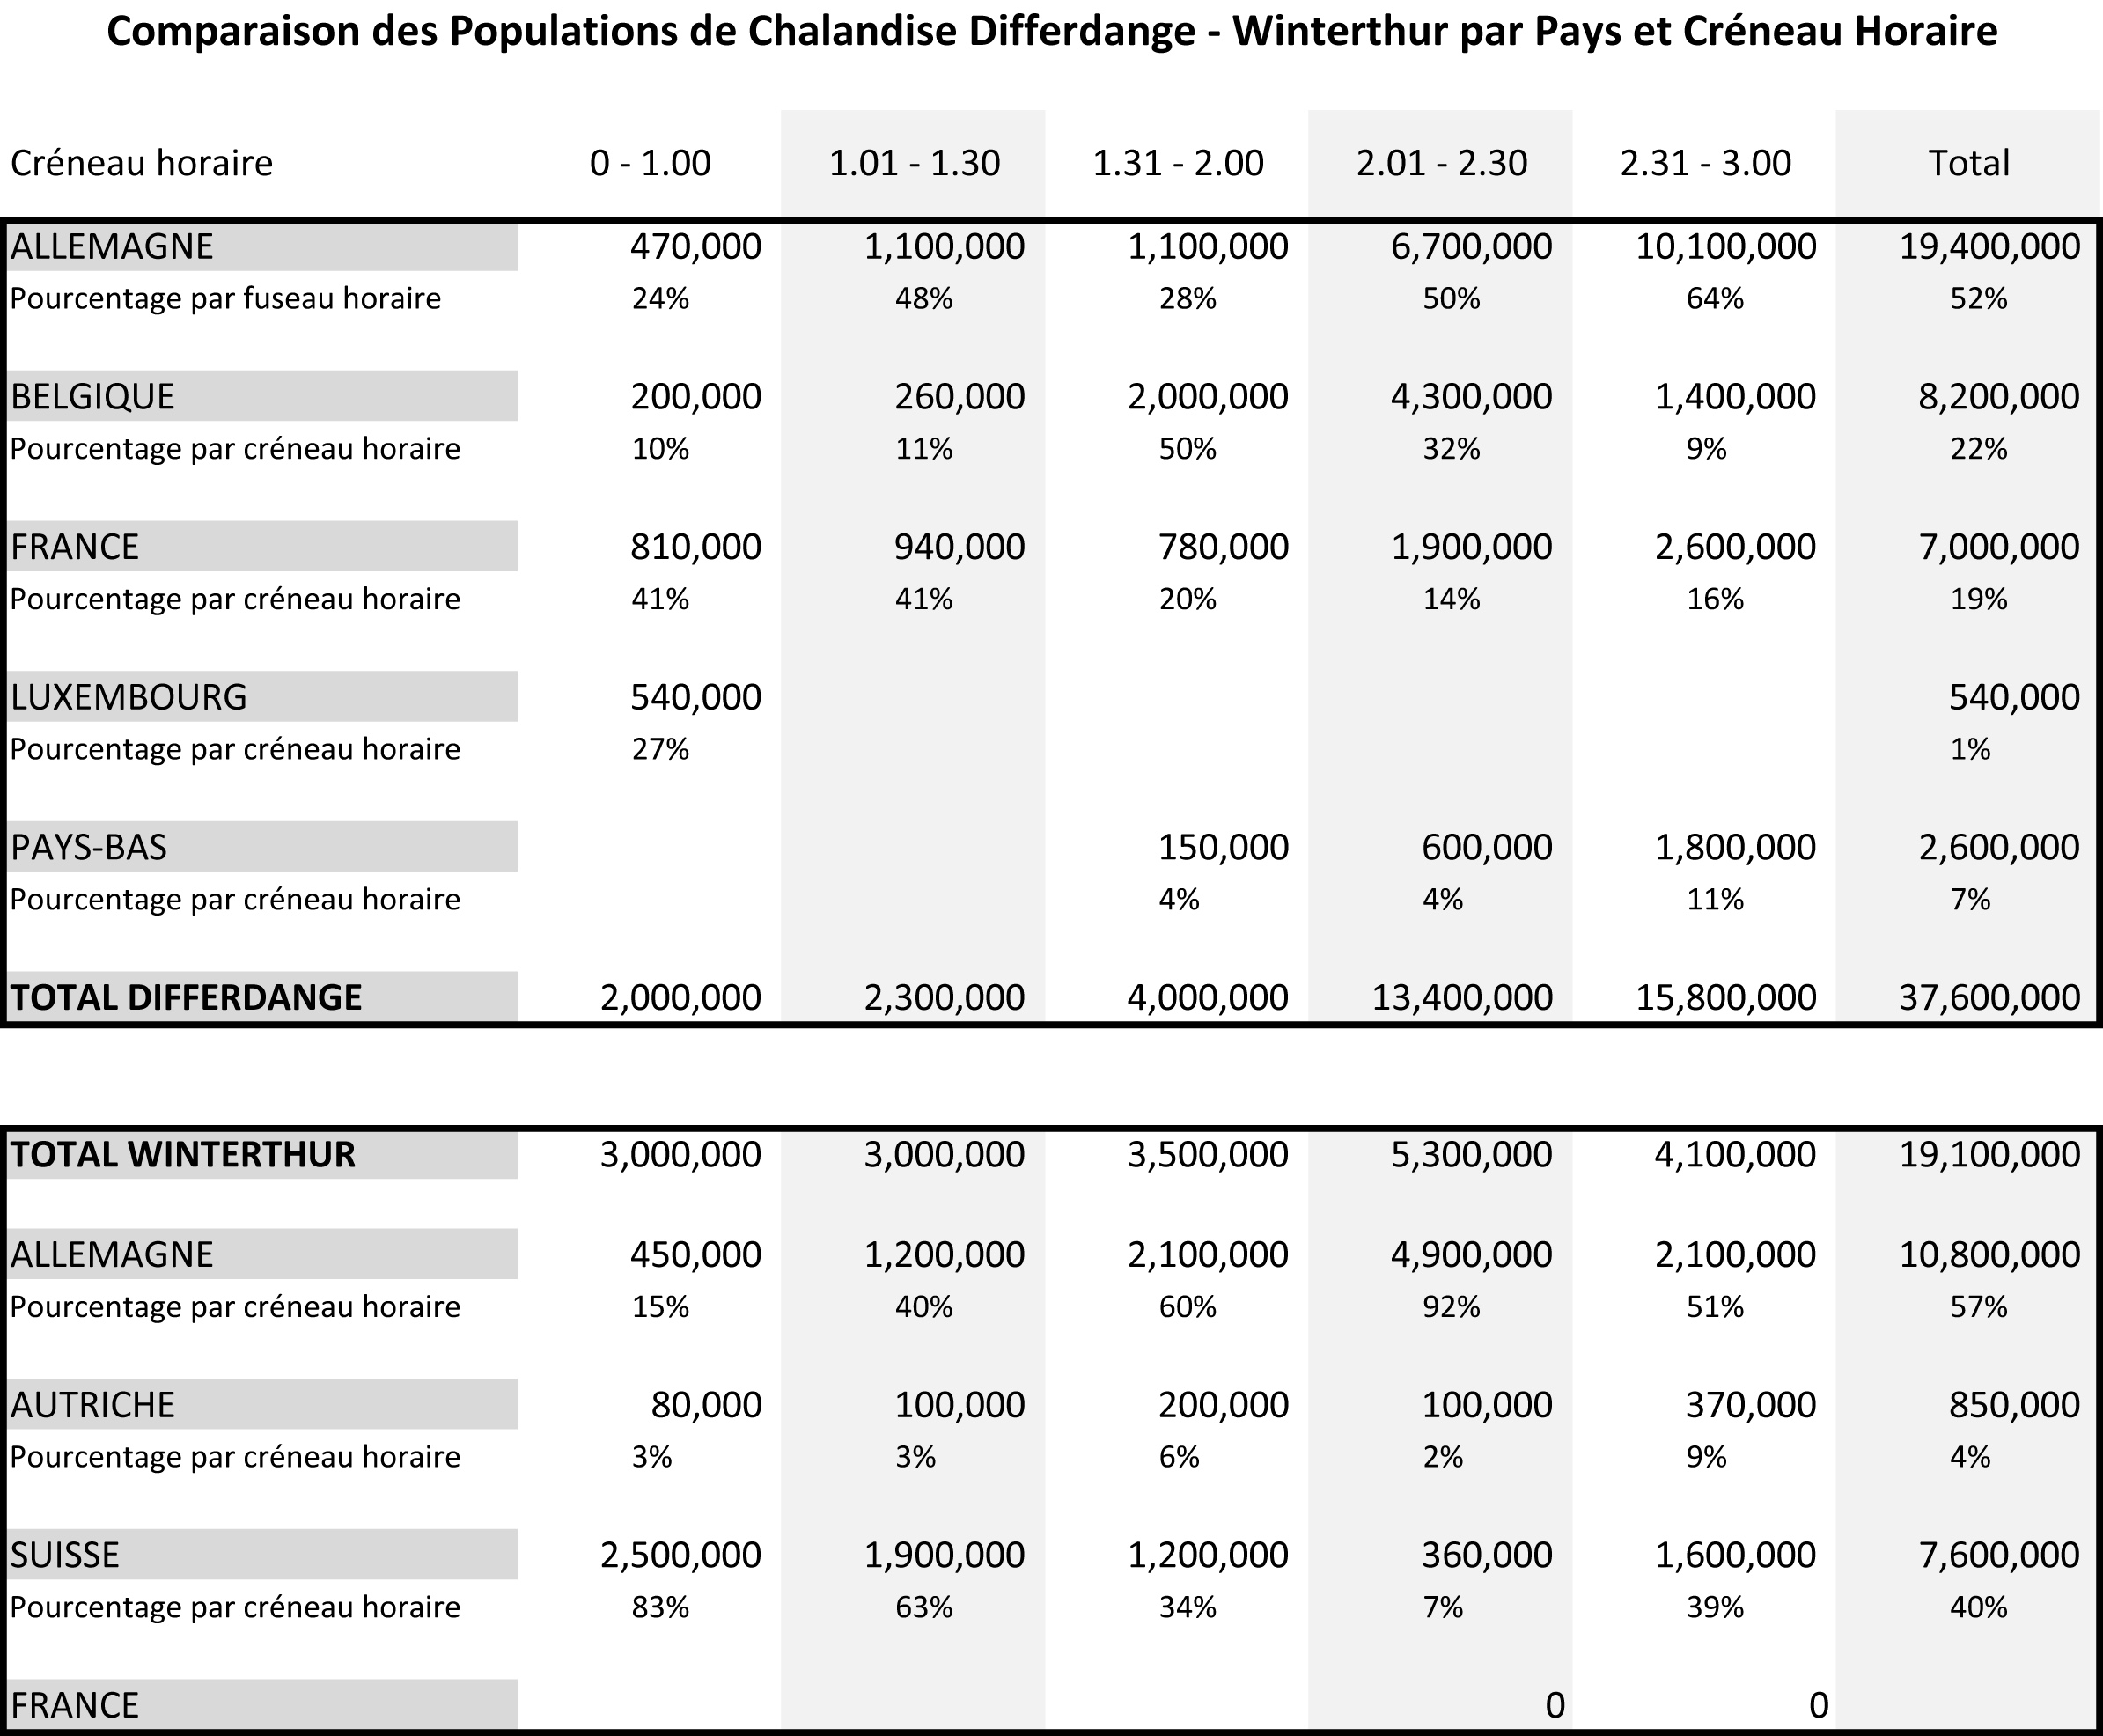 Comparaison des Populations de Chalandise Differdange - Winterthur par Pays et Créneau Horaire
Créneau horaire 0 - 1.00 1.01 - 1.30 1.31 - 2.00 2.01 - 2.30 2.31 - 3.00 Total
ALLEMAGNE 470,000 1,100,000 1,100,000 6,700,000 10,100,000 19,400,000
Pourcentage par fuseau horaire 24% 48% 28% 50% 64% 52%
BELGIQUE 200,000 260,000 2,000,000 4,300,000 1,400,000 8,200,000
Pourcentage par créneau horaire 10% 11% 50% 32% 9% 22%
FRANCE 810,000 940,000 780,000 1,900,000 2,600,000 7,000,000
Pourcentage par créneau horaire 41% 41% 20% 14% 16% 19%
LUXEMBOURG 540,000 540,000
Pourcentage par créneau horaire 27% 1%
PAYS-BAS 150,000 600,000 1,800,000 2,600,000
Pourcentage par créneau horaire 4% 4% 11% 7%
TOTAL DIFFERDANGE 2,000,000 2,300,000 4,000,000 13,400,000 15,800,000 37,600,000
TOTAL WINTERTHUR 3,000,000 3,000,000 3,500,000 5,300,000 4,100,000 19,100,000
ALLEMAGNE 450,000 1,200,000 2,100,000 4,900,000 2,100,000 10,800,000
Pourcentage par créneau horaire 15% 40% 60% 92% 51% 57%
AUTRICHE 80,000 100,000 200,000 100,000 370,000 850,000
Pourcentage par créneau horaire 3% 3% 6% 2% 9% 4%
SUISSE 2,500,000 1,900,000 1,200,000 360,000 1,600,000 7,600,000
Pourcentage par créneau horaire 83% 63% 34% 7% 39% 40%
FRANCE 0 0